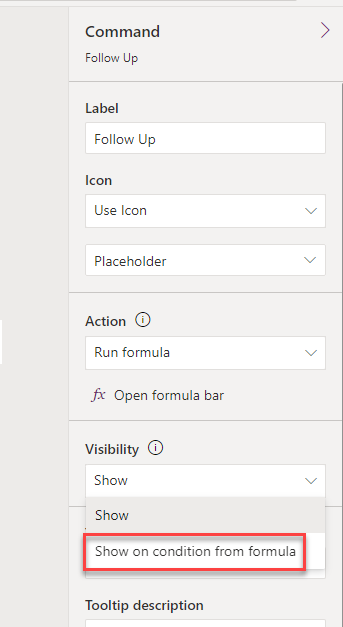 Command
Follow Up
Label
Follow Up
Icon
Use Icon
Placeholder
Action
Run formula
fx Open formula bar
Visibility
Show
Show
Show on condition from formula
Tooltip description